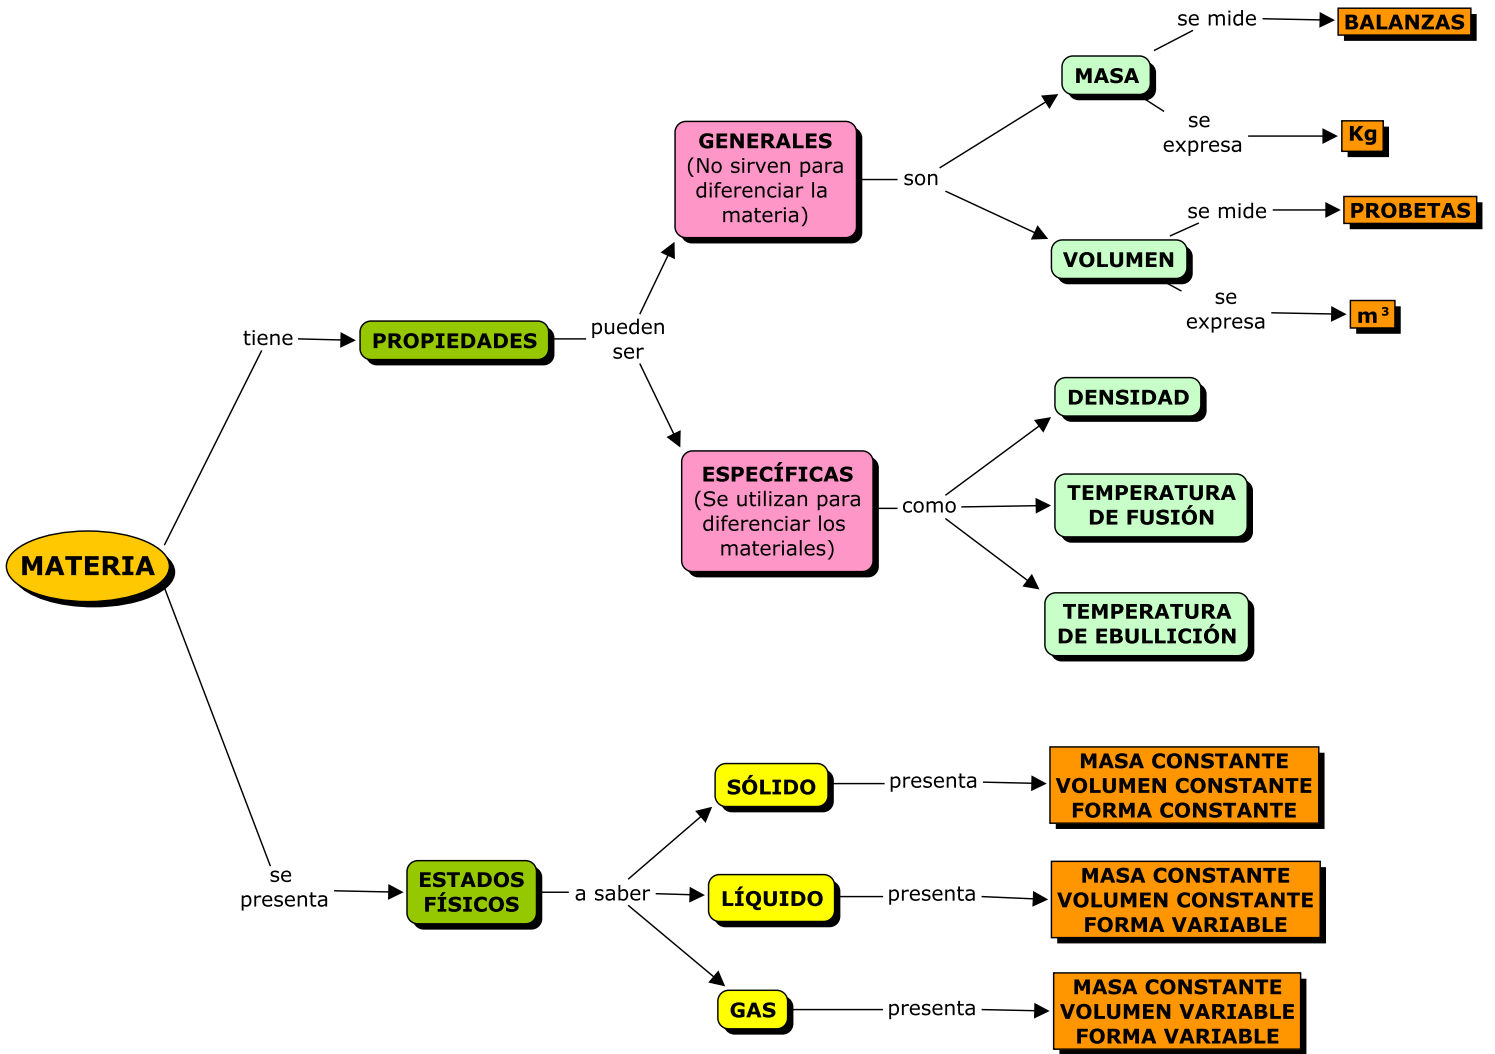 MATERIA
tiene
PROPIEDADES
pueden
ser
GENERALES
(No sirven para
diferenciar la
materia)
son
MASA
se mide
BALANZAS
se
expresa
Kg
VOLUMEN
se mide
PROBETAS
se
expresa
m³
ESPECÍFICAS
(Se utilizan para
diferenciar los
materiales)
como
DENSIDAD
TEMPERATURA
DE FUSIÓN
TEMPERATURA
DE EBULLICIÓN
se
presenta
ESTADOS
FÍSICOS
a saber
SÓLIDO
presenta
MASA CONSTANTE
VOLUMEN CONSTANTE
FORMA CONSTANTE
LÍQUIDO
presenta
MASA CONSTANTE
VOLUMEN CONSTANTE
FORMA VARIABLE
GAS
presenta
MASA CONSTANTE
VOLUMEN VARIABLE
FORMA VARIABLE